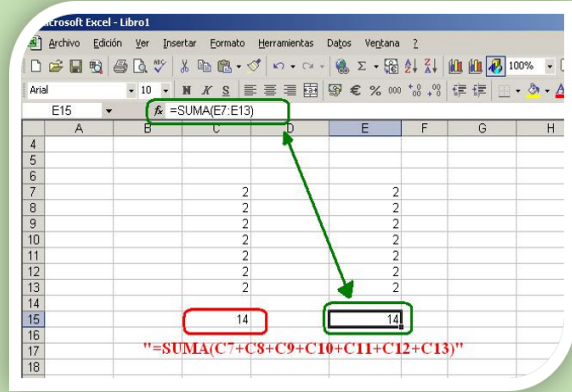 crosoft Excel - Libro1
Archivo Edición Ver Insertar Formato Herramientas Datos Ventana ?
100%
Arial 10 N K S € % 000
E15 fx =SUMA(E7:E13)
A B C D E F G H
4
5
6
7 2 2
8 2 2
9 2 2
10 2 2
11 2 2
12 2 2
13 2 2
14
15 14 14
16
17 "=SUMA(C7+C8+C9+C10+C11+C12+C13)"
18